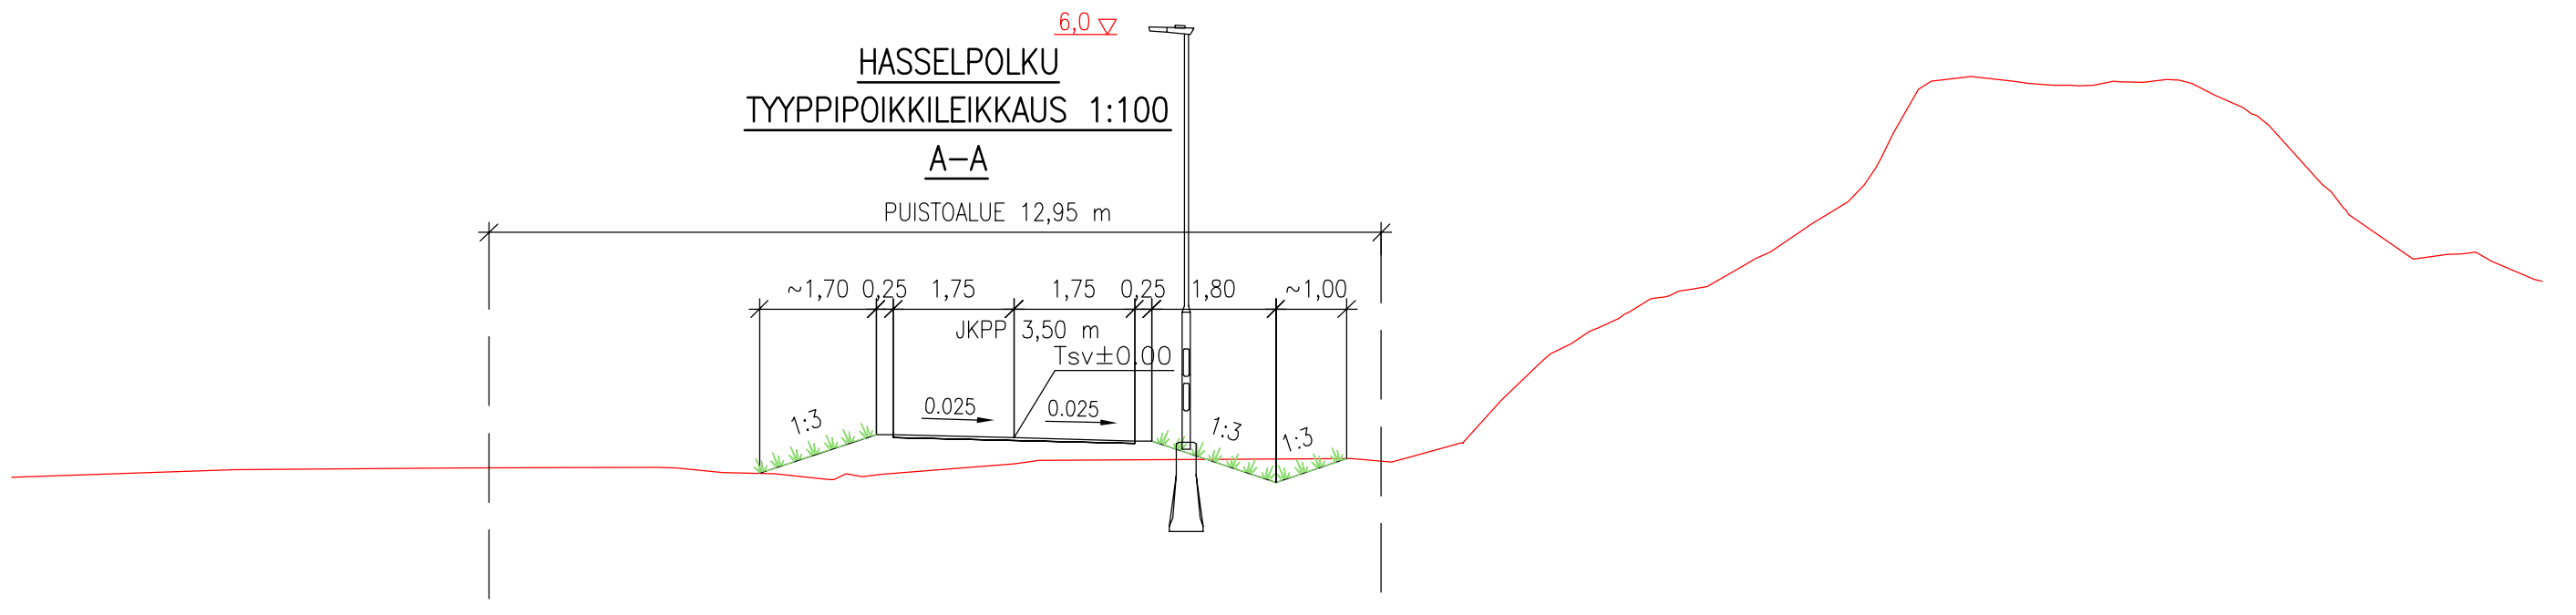 6,0
HASSELPOLKU
TYYPPIPOIKKILEIKKAUS 1:100
A-A
PUISTOALUE 12,95 m
~1,70 0,25 1,75 1,75 0,25 1,80 ~1,00
JKPP 3,50 m
Tsv±0.00
0.025 0.025
1:3 1:3 1:3